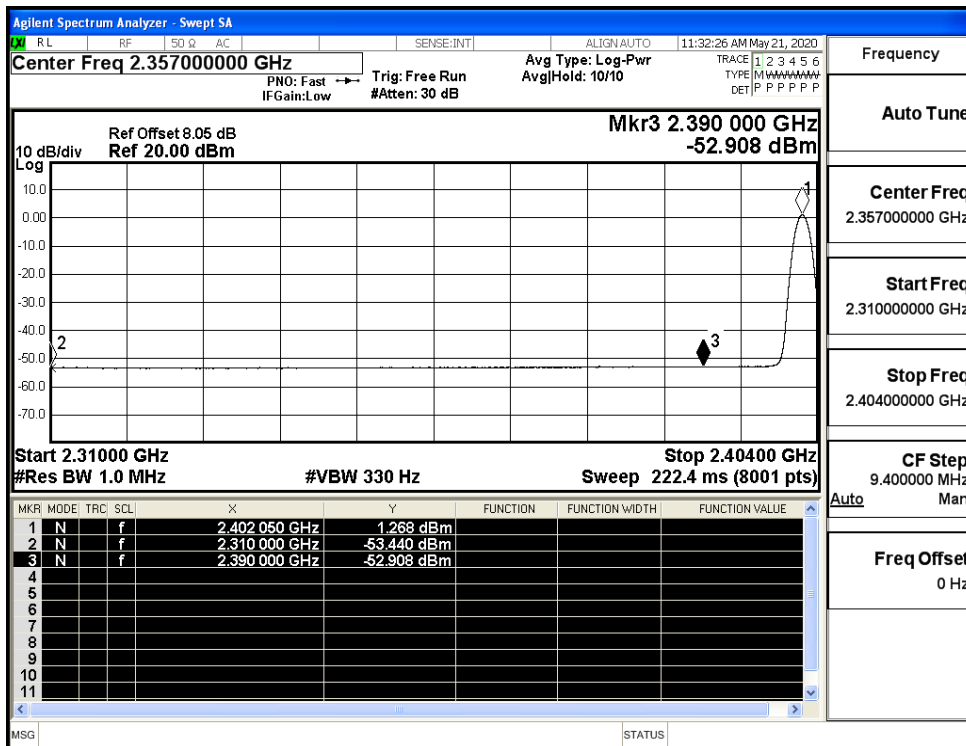 Agilent Spectrum Analyzer - Swept SA
LXI RL RF 50 Ω AC SENSE:INT ALIGNAUTO 11:32:26 AM May 21, 2020
Center Freq 2.357000000 GHz
PNO: Fast
IFGain:Low
Trig: Free Run
#Atten: 30 dB
Avg Type: Log-Pwr
Avg|Hold: 10/10
TRACE 1 2 3 4 5 6
TYPE M WWWWW
DET P P P P P P
Ref Offset 8.05 dB
10 dB/div Ref 20.00 dBm
Log
Mkr3 2.390 000 GHz
-52.908 dBm
10.0
0.00
-10.0
-20.0
-30.0
-40.0
-50.0
-60.0
-70.0
1
2
3
Start 2.31000 GHz Stop 2.40400 GHz
#Res BW 1.0 MHz #VBW 330 Hz Sweep 222.4 ms (8001 pts)
MKR MODE TRC SCL X Y FUNCTION FUNCTION WIDTH FUNCTION VALUE
1 N f 2.402 050 GHz 1.268 dBm
2 N f 2.310 000 GHz -53.440 dBm
3 N f 2.390 000 GHz -52.908 dBm
4
5
6
7
8
9
10
11
MSG STATUS
Frequency
Auto Tune
Center Freq
2.357000000 GHz
Start Freq
2.310000000 GHz
Stop Freq
2.404000000 GHz
CF Step
9.400000 MHz
Auto Man
Freq Offset
0 Hz